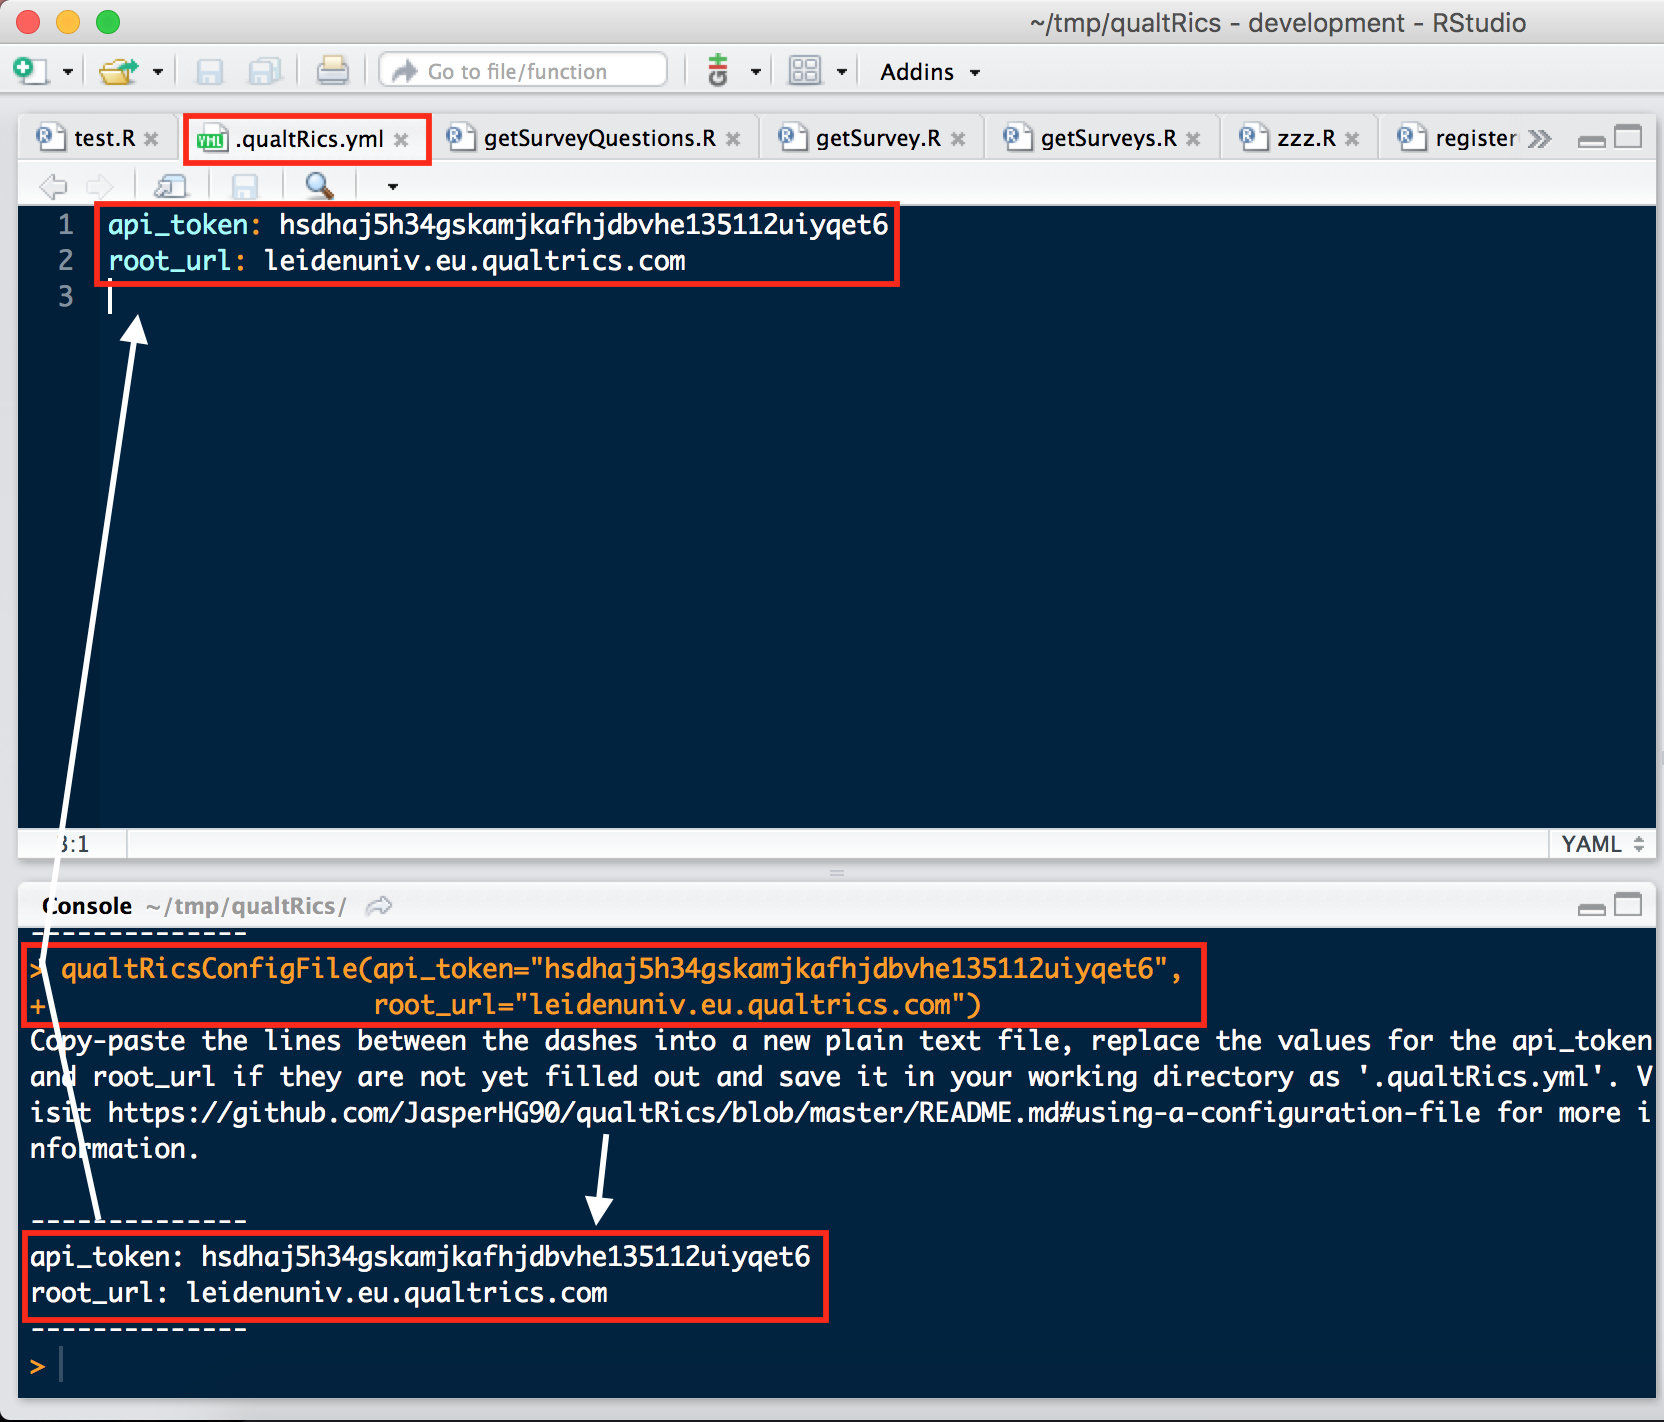 ~/tmp/qualtRics - development - RStudio
Go to file/function
Addins
test.R
.qualtRics.yml
getSurveyQuestions.R
getSurvey.R
getSurveys.R
zzz.R
register
1 api_token: hsdhaj5h34gskamjkafhjdbvhe135112uiyqet6
2 root_url: leidenuniv.eu.qualtrics.com
3
3:1
YAML
Console ~/tmp/qualtRics/
--------------
> qualtRicsConfigFile(api_token="hsdhaj5h34gskamjkafhjdbvhe135112uiyqet6",
+                     root_url="leidenuniv.eu.qualtrics.com")
Copy-paste the lines between the dashes into a new plain text file, replace the values for the api_token
and root_url if they are not yet filled out and save it in your working directory as '.qualtRics.yml'. V
isit https://github.com/JasperHG90/qualtRics/blob/master/README.md#using-a-configuration-file for more i
nformation.
--------------
api_token: hsdhaj5h34gskamjkafhjdbvhe135112uiyqet6
root_url: leidenuniv.eu.qualtrics.com
--------------
>